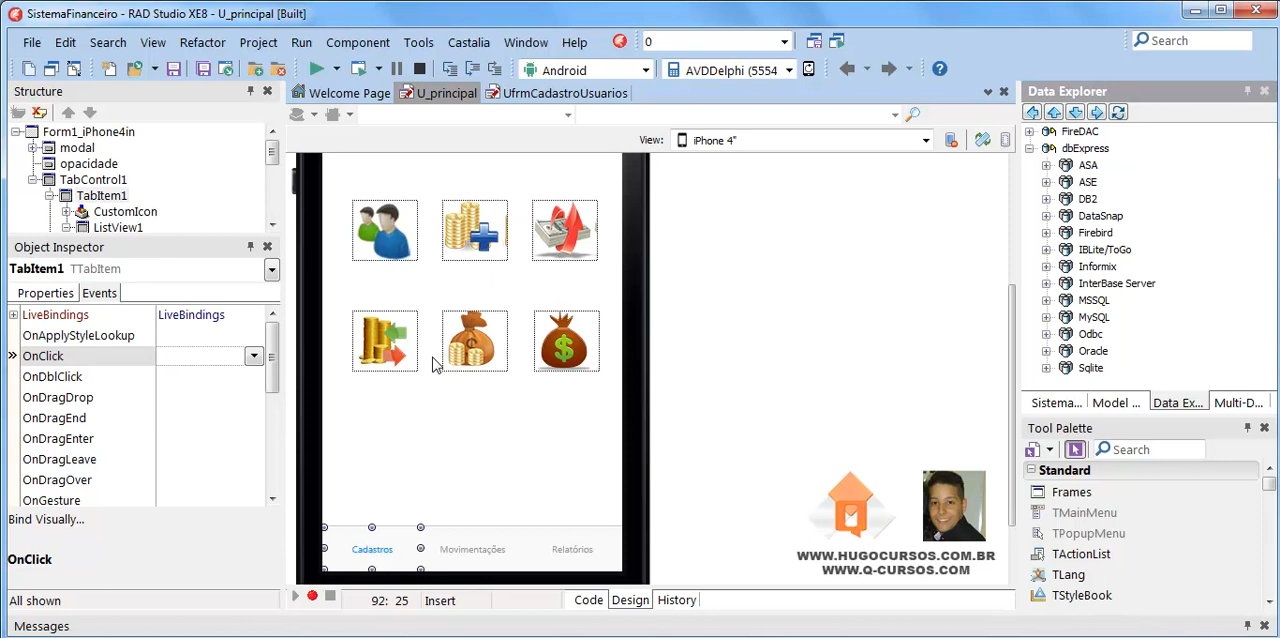 SistemaFinanceiro - RAD Studio XE8 - U_principal [Built]
File Edit Search View Refactor Project Run Component Tools Castalia Window Help 0 Search
Android AVDDelphi (5554
Structure
Form1_iPhone4in
modal
opacidade
TabControl1
TabItem1
CustomIcon
ListView1
Object Inspector
TabItem1 TTabItem
Properties Events
LiveBindings LiveBindings
OnApplyStyleLookup
OnClick
OnDblClick
OnDragDrop
OnDragEnd
OnDragEnter
OnDragLeave
OnDragOver
OnGesture
Bind Visually...
OnClick
All shown
Welcome Page U_principal UfrmCadastroUsuarios
View: iPhone 4"
Cadastros Movimentações Relatórios
WWW.HUGOCURSOS.COM.BR
WWW.Q-CURSOS.COM
92: 25 Insert Code Design History
Data Explorer
FireDAC
dbExpress
ASA
ASE
DB2
DataSnap
Firebird
IBLite/ToGo
Informix
InterBase Server
MSSQL
MySQL
Odbc
Oracle
Sqlite
Sistema... Model ... Data Ex... Multi-D...
Tool Palette
Search
Standard
Frames
TMainMenu
TPopupMenu
TActionList
TLang
TStyleBook
Messages